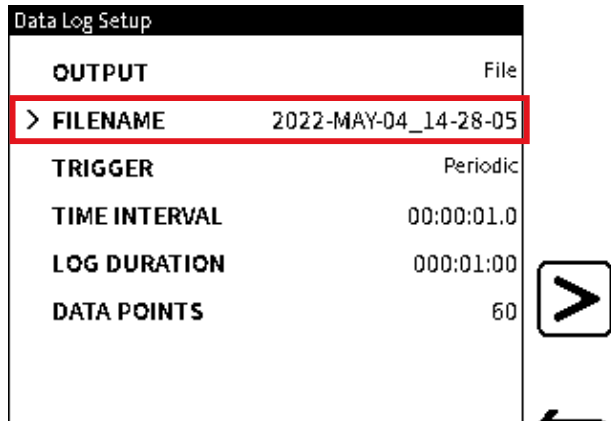 Data Log Setup
OUTPUT File
> FILENAME 2022-MAY-04_14-28-05
TRIGGER Periodic
TIME INTERVAL 00:00:01.0
LOG DURATION 000:01:00
DATA POINTS 60